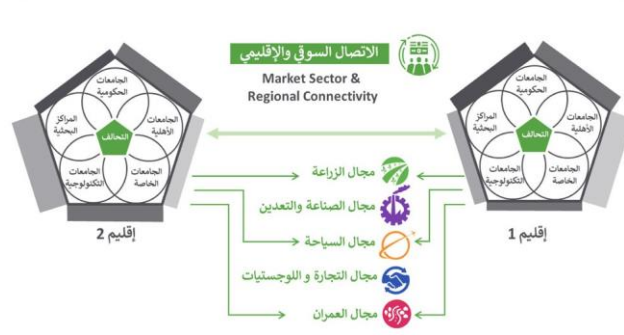 الاتصال السوقي والإقليمي
Market Sector &
Regional Connectivity
الجامعات
الحكومية
الجامعات
الأهلية
المراكز
البحثية
التحالف
الجامعات
الخاصة
الجامعات
التكنولوجية
إقليم 1
الجامعات
الحكومية
الجامعات
الأهلية
المراكز
البحثية
التحالف
الجامعات
الخاصة
الجامعات
التكنولوجية
إقليم 2
مجال الزراعة
مجال الصناعة والتعدين
مجال السياحة
مجال التجارة و اللوجستيات
مجال العمران